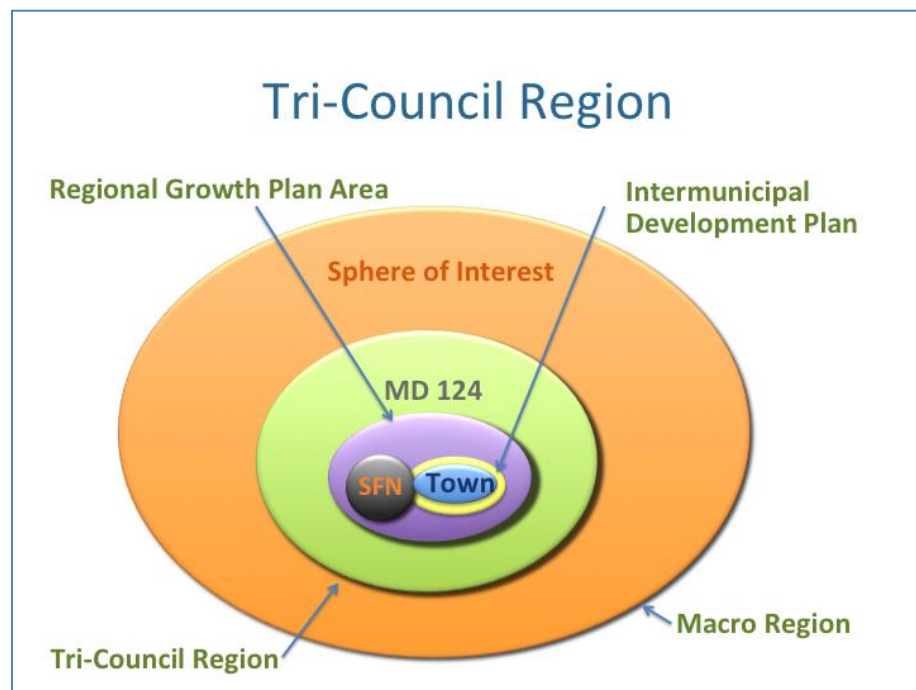 Tri-Council Region
Regional Growth Plan Area
Intermunicipal
Development Plan
Sphere of Interest
MD 124
SFN
Town
Macro Region
Tri-Council Region